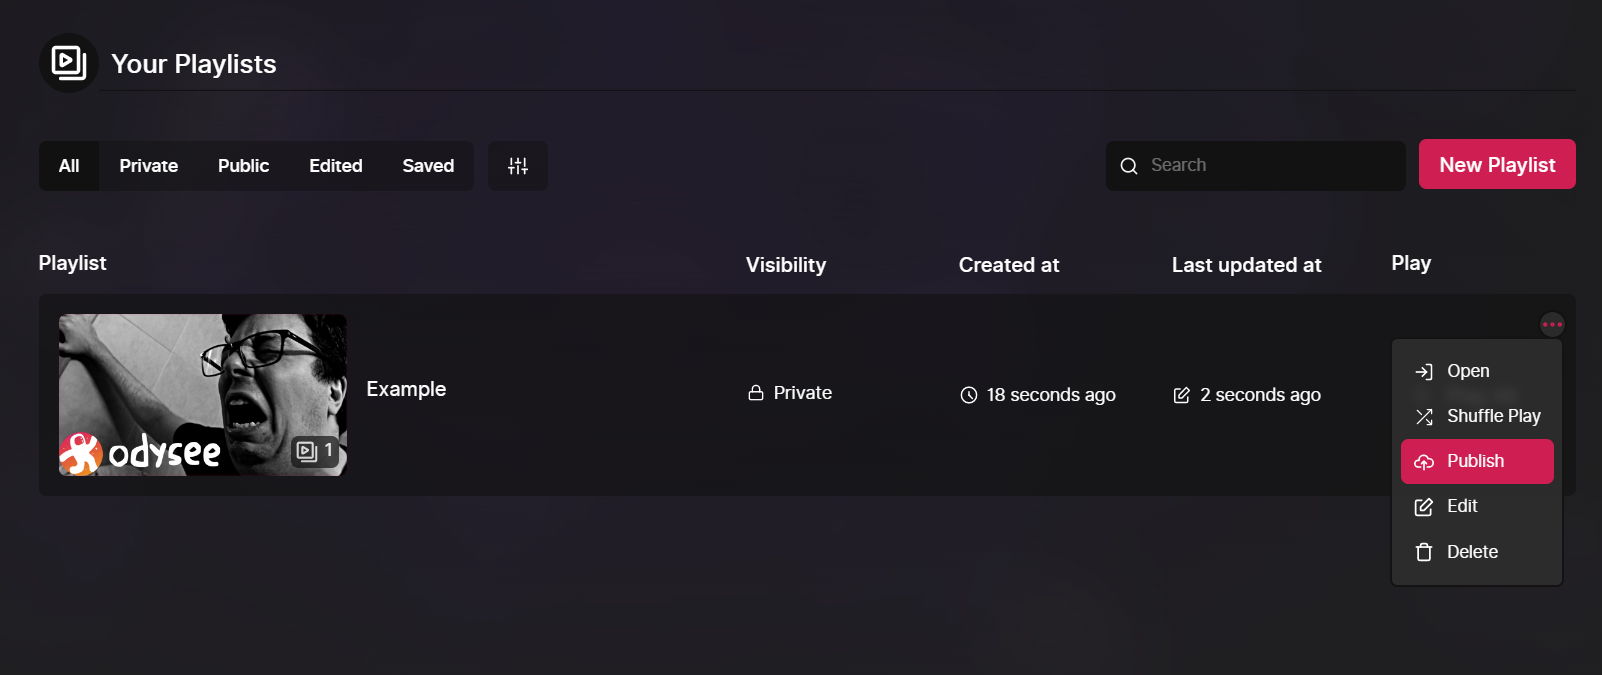 Your Playlists
All Private Public Edited Saved
Search
New Playlist
Playlist Visibility Created at Last updated at Play
odysee
1
Example
Private
18 seconds ago
2 seconds ago
Open
Shuffle Play
Publish
Edit
Delete